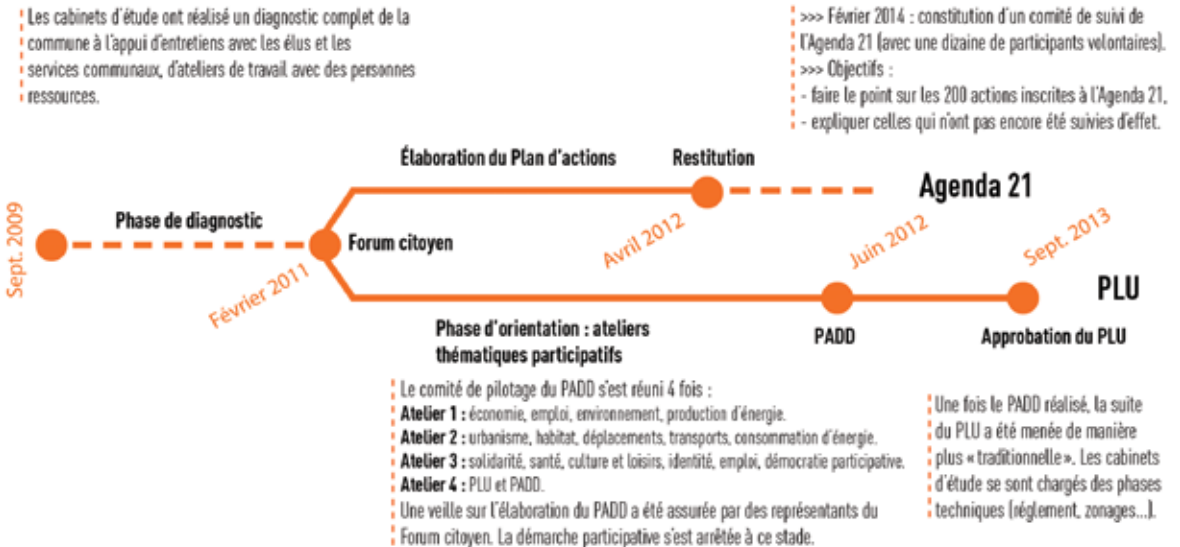 Les cabinets d'étude ont réalisé un diagnostic complet de la
commune à l'appui d'entretiens avec les élus et les
services communaux, d'ateliers de travail avec des personnes
ressources.
>>> Février 2014 : constitution d'un comité de suivi de
l'Agenda 21 (avec une dizaine de participants volontaires).
>>> Objectifs :
- faire le point sur les 200 actions inscrites à l'Agenda 21,
- expliquer celles qui n'ont pas encore été suivies d'effet.
Élaboration du Plan d'actions
Restitution
Agenda 21
Sept. 2009
Phase de diagnostic
Février 2011
Forum citoyen
Avril 2012
Juin 2012
Sept. 2013
PLU
Phase d'orientation : ateliers
thématiques participatifs
PADD
Approbation du PLU
Le comité de pilotage du PADD s'est réuni 4 fois :
Atelier 1 : économie, emploi, environnement, production d'énergie.
Atelier 2 : urbanisme, habitat, déplacements, transports, consommation d'énergie.
Atelier 3 : solidarité, santé, culture et loisirs, identité, emploi, démocratie participative.
Atelier 4 : PLU et PADD.
Une veille sur l'élaboration du PADD a été assurée par des représentants du
Forum citoyen. La démarche participative s'est arrêtée à ce stade.
Une fois le PADD réalisé, la suite
du PLU a été menée de manière
plus « traditionnelle ». Les cabinets
d'étude se sont chargés des phases
techniques (réglement, zonages...).